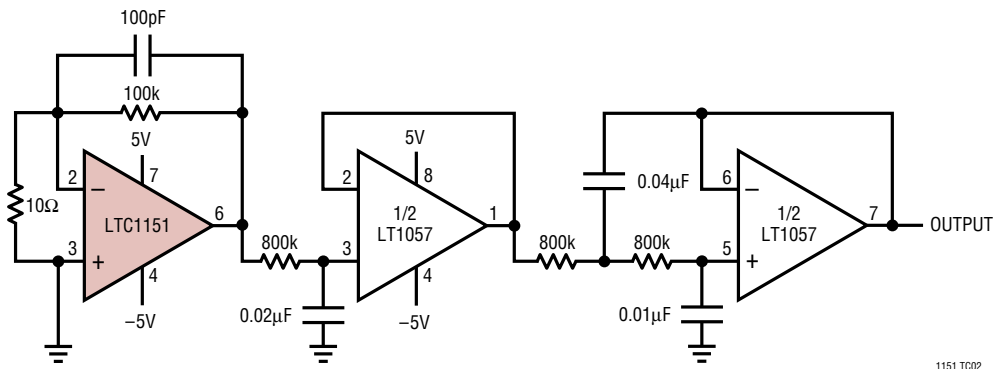 100pF
100k
5V
2
7
–
10Ω
LTC1151
6
3
+
4
–5V
800k
0.02µF
5V
2
8
1/2
LT1057
1
3
4
–5V
800k
0.04µF
800k
0.01µF
6
–
1/2
LT1057
7
OUTPUT
5
+
1151 TC02